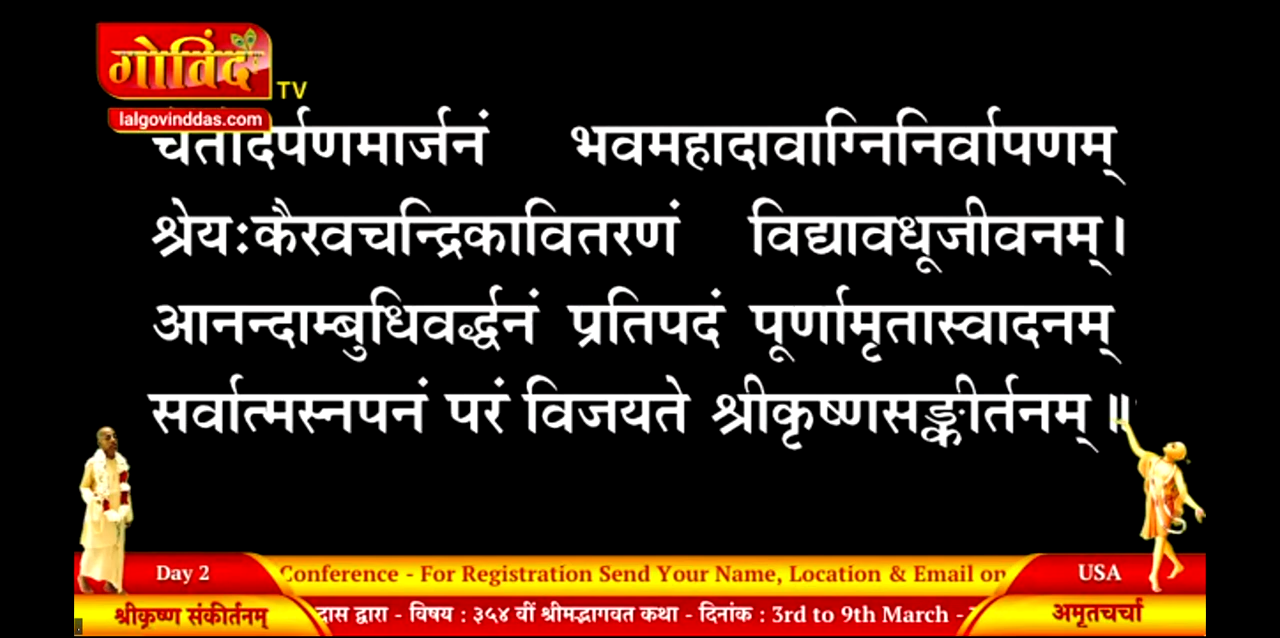 गोविंद
TV
lalgovinddas.com
चेतोदर्पणमार्जनं भवमहादावाग्निनिर्वापणम्
श्रेयःकैरवचन्द्रिकावितरणं विद्यावधूजीवनम्।
आनन्दाम्बुधिवर्द्धनं प्रतिपदं पूर्णामृतास्वादनम्
सर्वात्मस्नपनं परं विजयते श्रीकृष्णसङ्कीर्तनम्॥
Day 2
Conference - For Registration Send Your Name, Location & Email on
USA
श्रीकृष्ण संकीर्तनम्
दास द्वारा - विषय : ३५४ वीं श्रीमद्भागवत कथा - दिनांक : 3rd to 9th March -
अमृतचर्चा